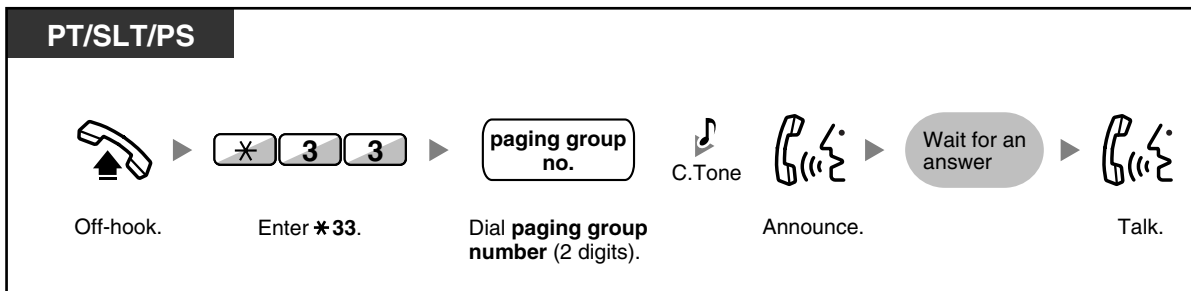 PT/SLT/PS
* 3 3
paging group
no.
C.Tone
Wait for an
answer
Off-hook.
Enter *33.
Dial paging group
number (2 digits).
Announce.
Talk.